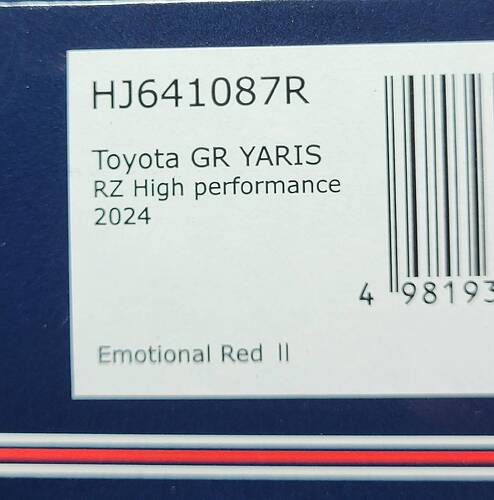 HJ641087R
Toyota GR YARIS
RZ High performance
2024
4 98193
Emotional Red II